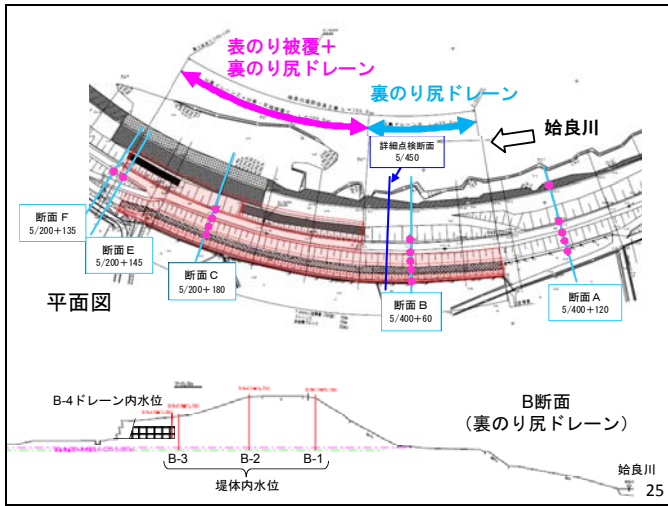 表のり被覆+
裏のり尻ドレーン
裏のり尻ドレーン
始良川
詳細点検断面
5/450
断面 F
5/200+135
断面 E
5/200+145
断面 C
5/200+180
断面 B
5/400+60
断面 A
5/400+120
平面図
B-4ドレーン内水位
B断面
（裏のり尻ドレーン）
B-3
B-2
B-1
堤体内水位
始良川
25